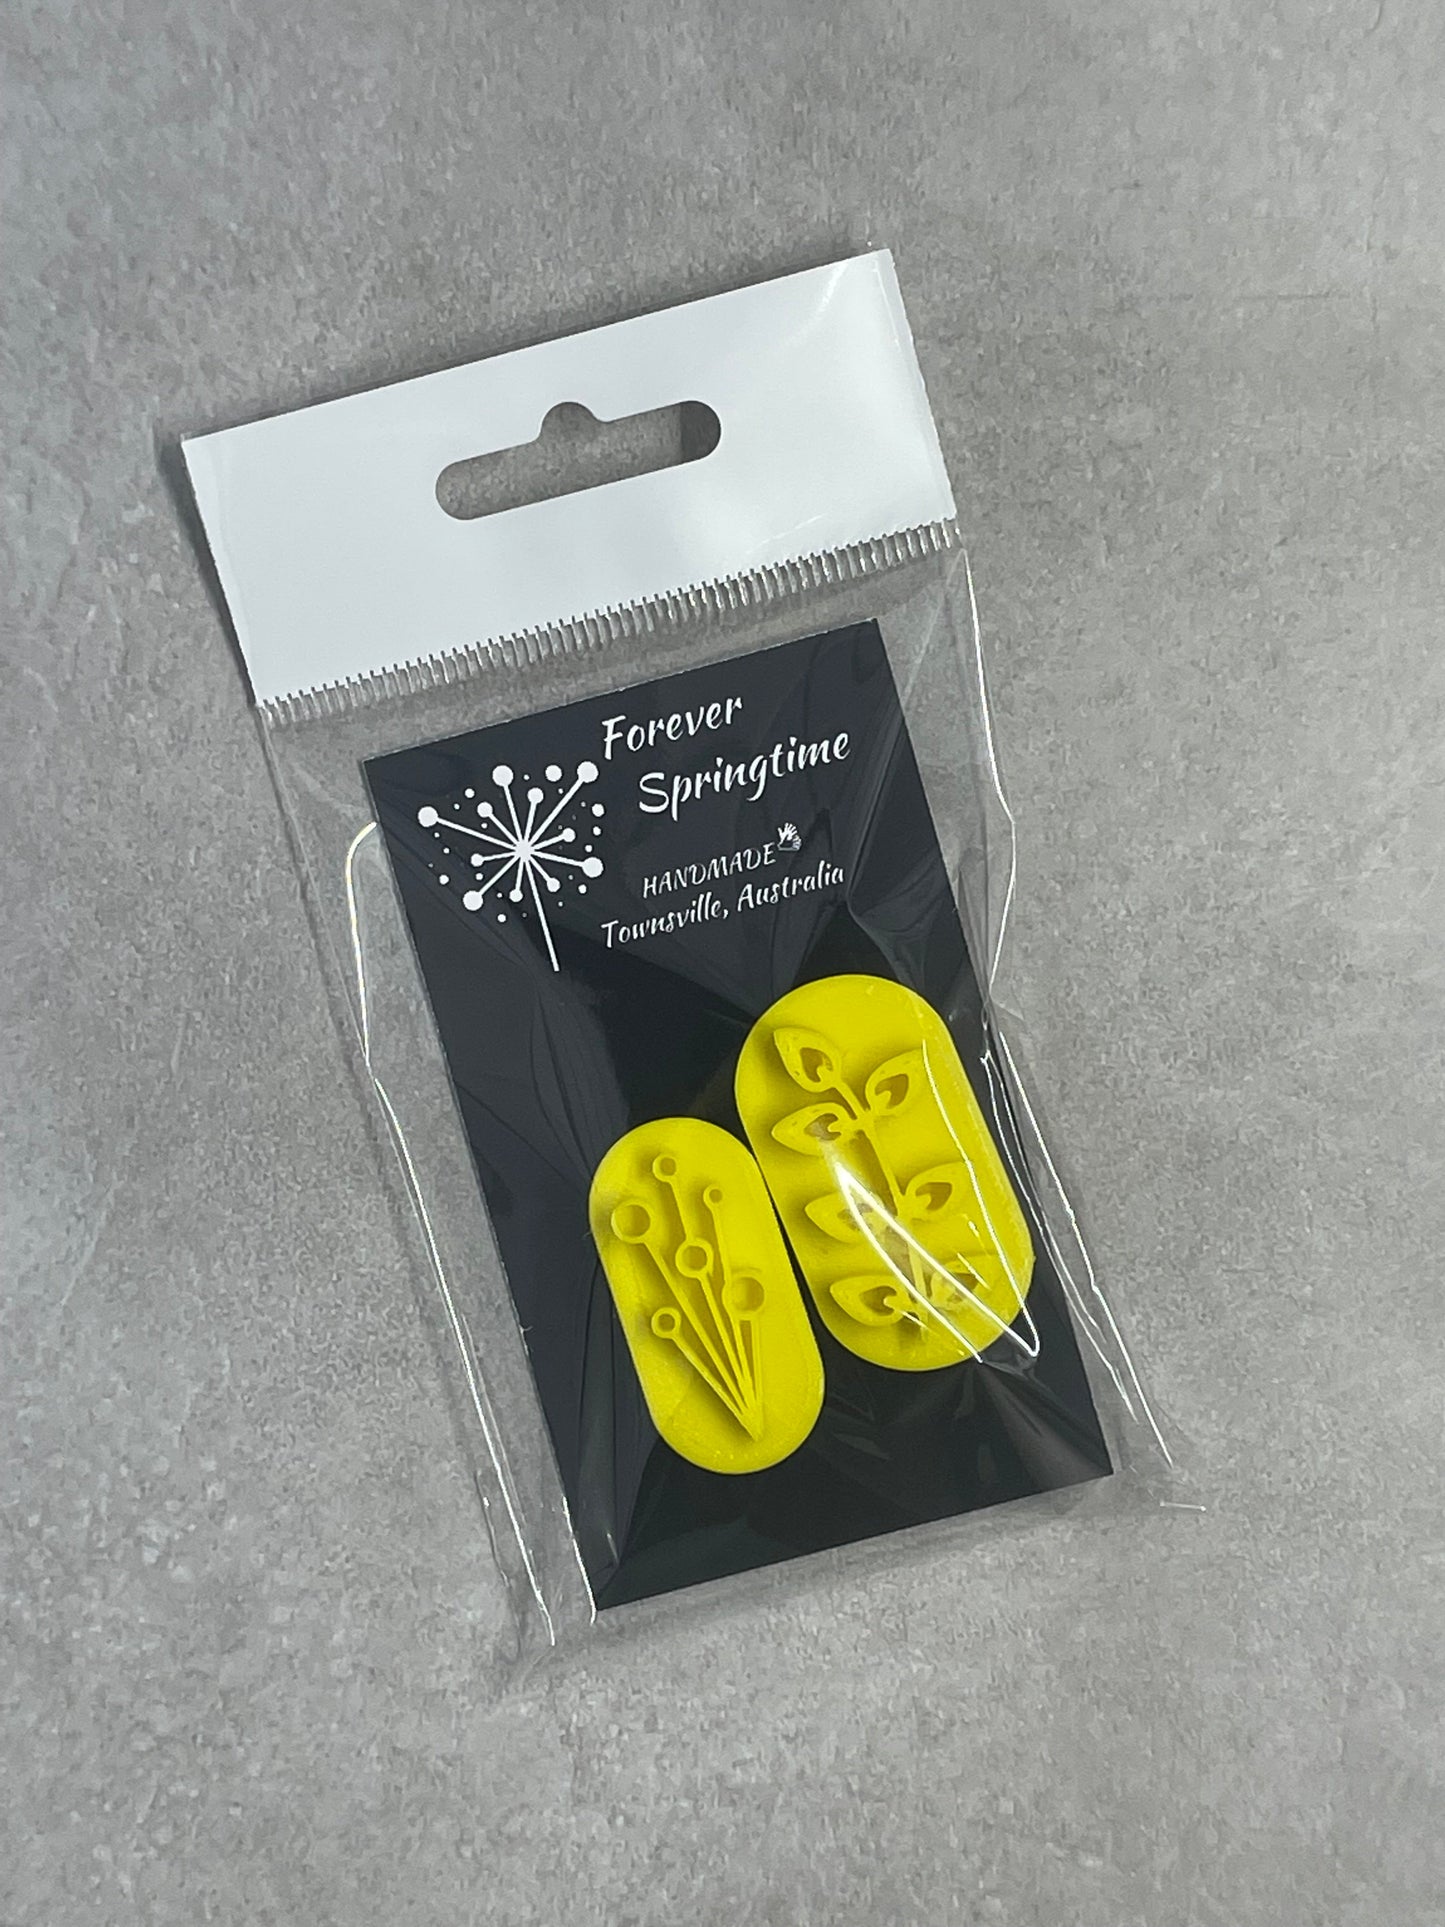 Forever
Springtime
HANDMADE
Townsville, Australia